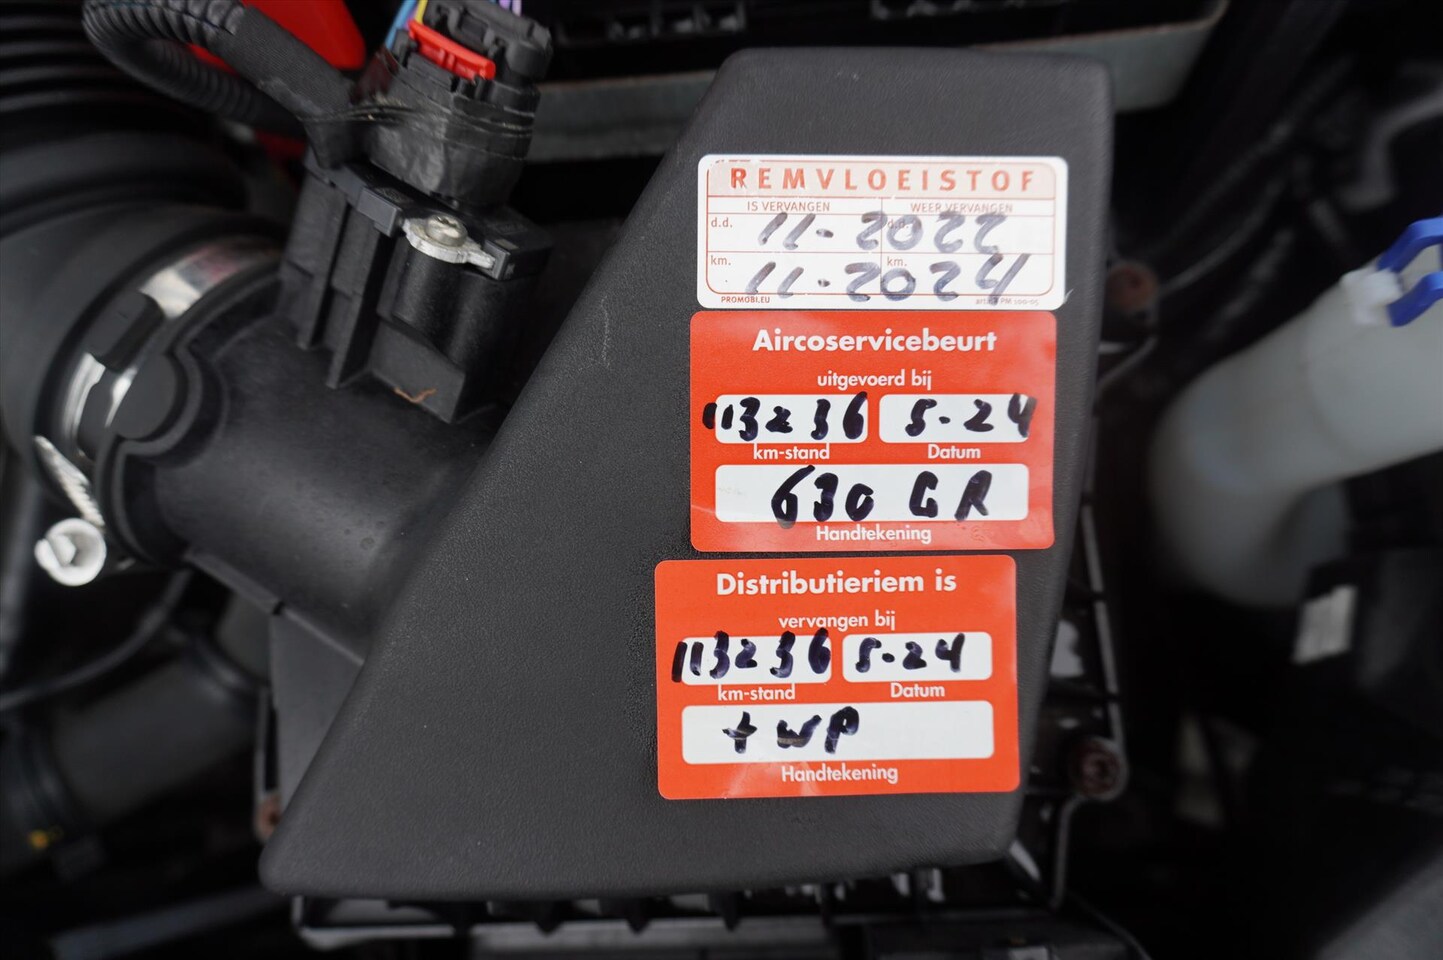 REMVLOEISTOF
IS VERVANGEN WEER VERVANGEN
d.d. 11-2022 d.d.
km. 11-2024 km.
PROMOBI.EU
Aircoservicebeurt
uitgevoerd bij
113236 5-24
km-stand Datum
630 GR
Handtekening
Distributieriem is
vervangen bij
113236 5-24
km-stand Datum
+ WP
Handtekening